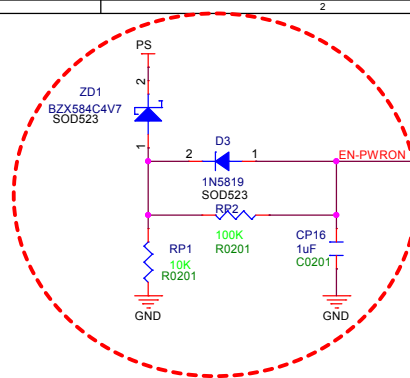 2
PS
2
ZD1
BZX584C4V7
SOD523
1
D3
2
1
EN-PWRON
1N5819
SOD523
RP2
100K
R0201
RP1
10K
R0201
CP16
1uF
C0201
GND
GND